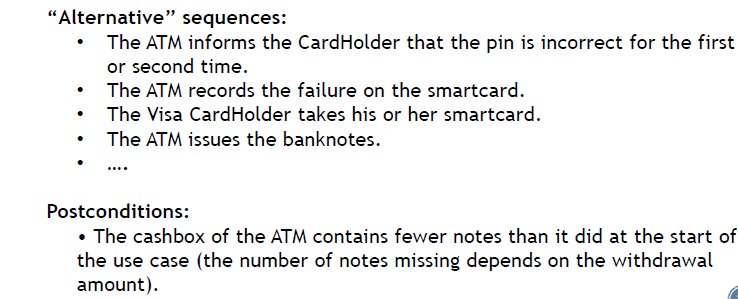 “Alternative” sequences:
• The ATM informs the CardHolder that the pin is incorrect for the first
or second time.
• The ATM records the failure on the smartcard.
• The Visa CardHolder takes his or her smartcard.
• The ATM issues the banknotes.
• ….
Postconditions:
• The cashbox of the ATM contains fewer notes than it did at the start of
the use case (the number of notes missing depends on the withdrawal
amount).